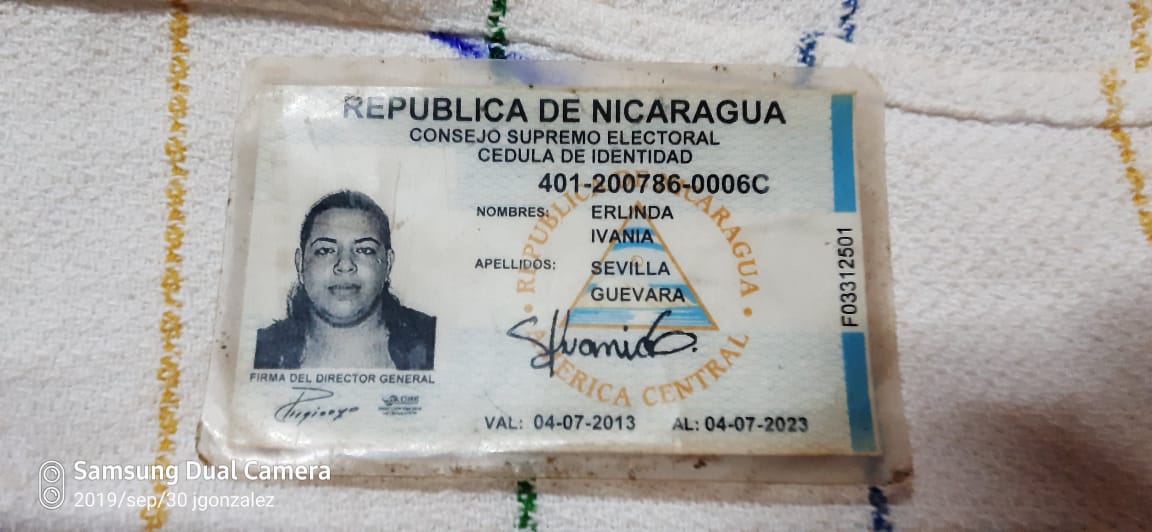 REPUBLICA DE NICARAGUA
CONSEJO SUPREMO ELECTORAL
CEDULA DE IDENTIDAD
401-200786-0006C
NOMBRES: ERLINDA
IVANIA
APELLIDOS: SEVILLA
GUEVARA
REPUBLICA DE NICARAGUA
AMERICA CENTRAL
F03312501
FIRMA DEL DIRECTOR GENERAL
VAL: 04-07-2013 AL: 04-07-2023
Samsung Dual Camera
2019/sep/30 jgonzalez